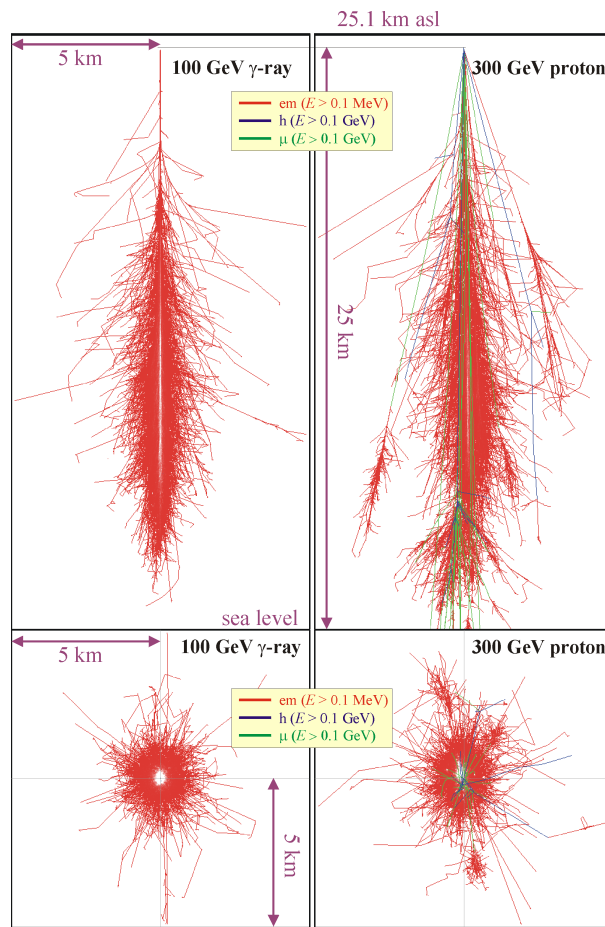 25.1 km asl
5 km
100 GeV γ-ray
300 GeV proton
em (E > 0.1 MeV)
h (E > 0.1 GeV)
μ (E > 0.1 GeV)
25 km
sea level
5 km
100 GeV γ-ray
300 GeV proton
em (E > 0.1 MeV)
h (E > 0.1 GeV)
μ (E > 0.1 GeV)
5 km